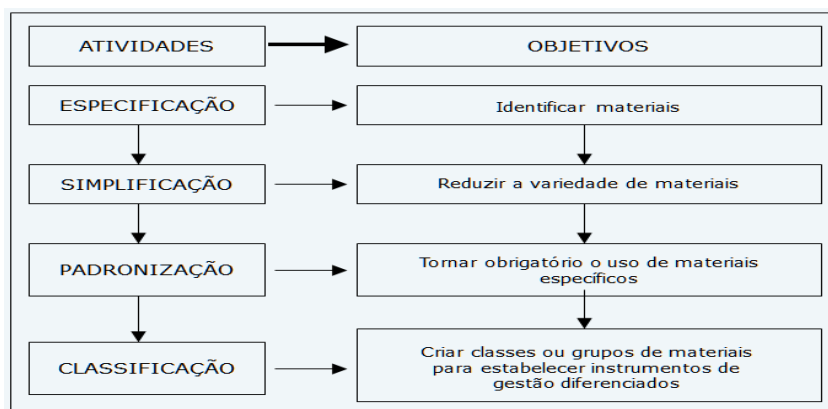 ATIVIDADES
OBJETIVOS
ESPECIFICAÇÃO
Identificar materiais
SIMPLIFICAÇÃO
Reduzir a variedade de materiais
PADRONIZAÇÃO
Tornar obrigatório o uso de materiais
específicos
CLASSIFICAÇÃO
Criar classes ou grupos de materiais
para estabelecer instrumentos de
gestão diferenciados